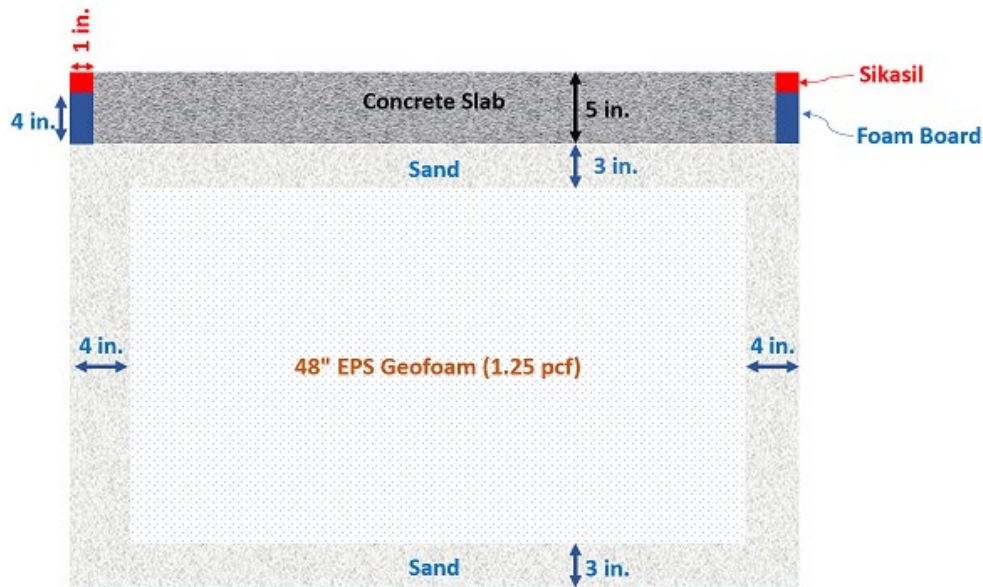 1 in.
Sikasil
Concrete Slab
4 in.
5 in.
Foam Board
Sand
3 in.
4 in.
48" EPS Geofoam (1.25 pcf)
4 in.
Sand
3 in.